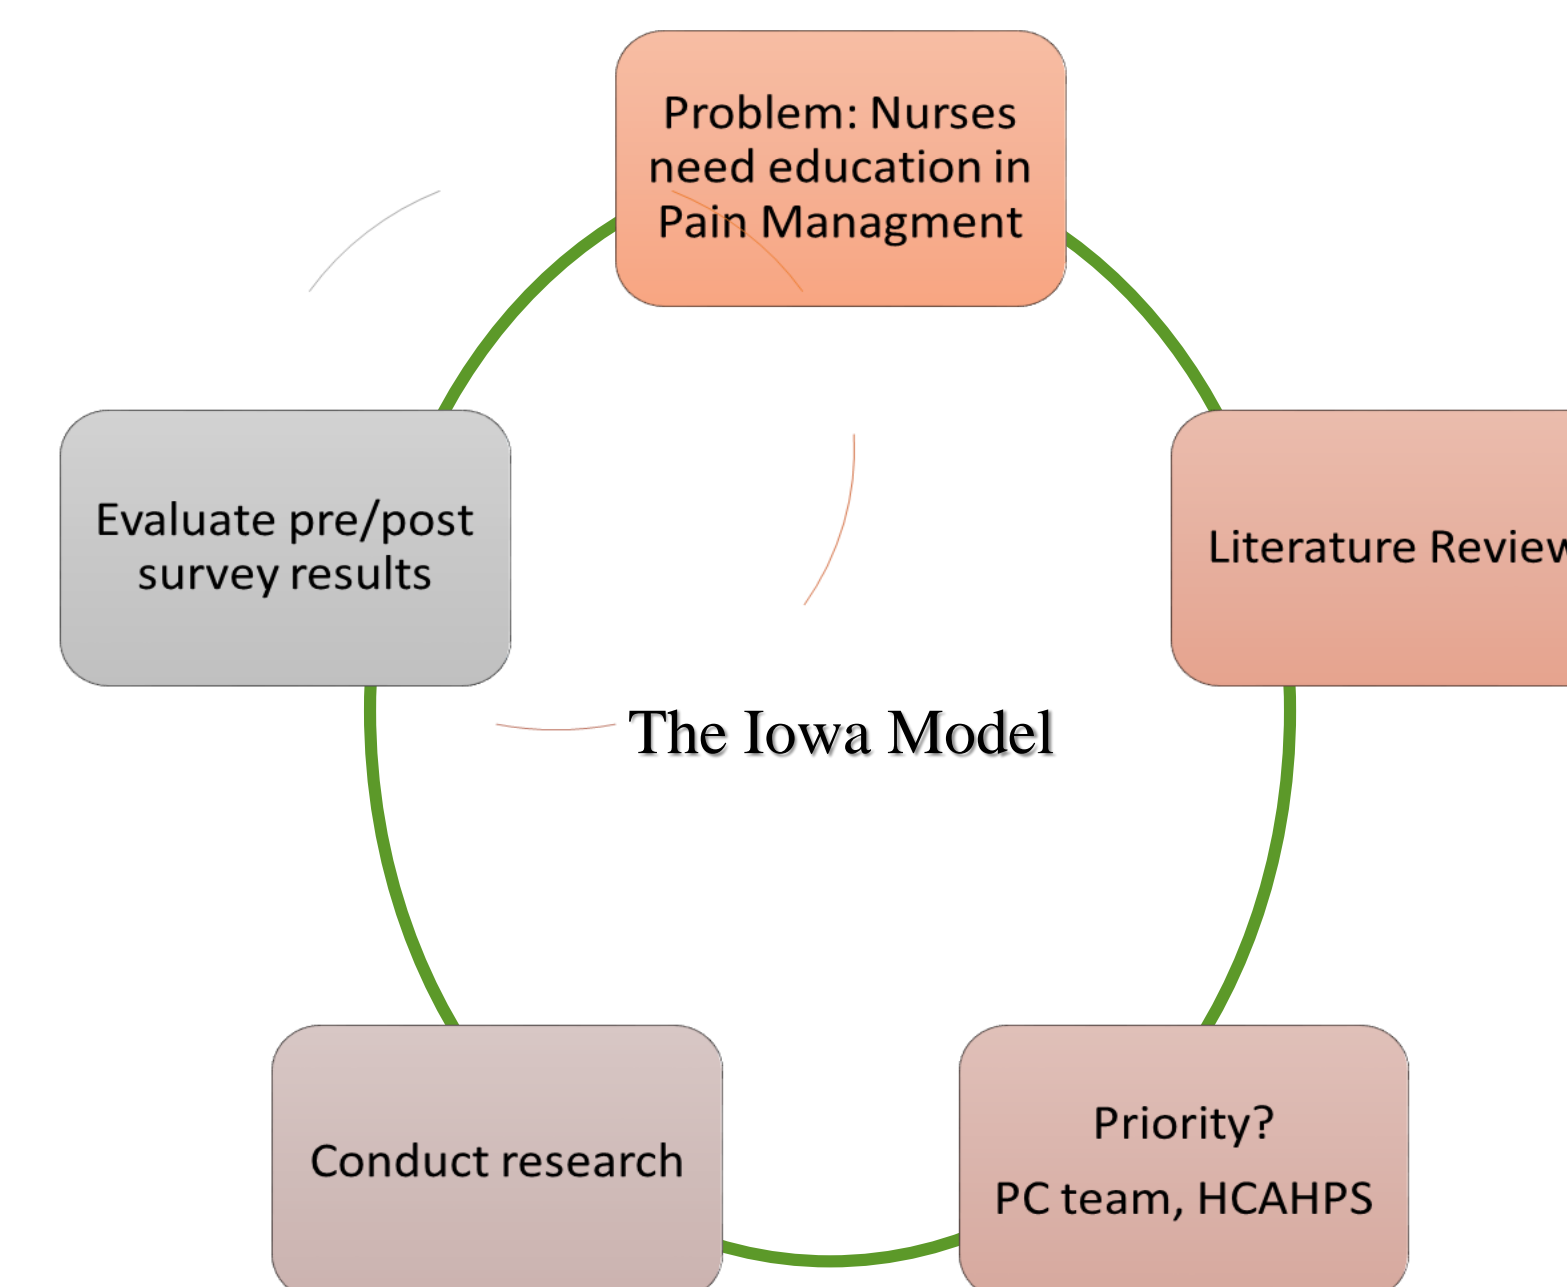 Problem: Nurses
need education in
Pain Managment
Evaluate pre/post
survey results
Literature Review
The Iowa Model
Conduct research
Priority?
PC team, HCAHPS